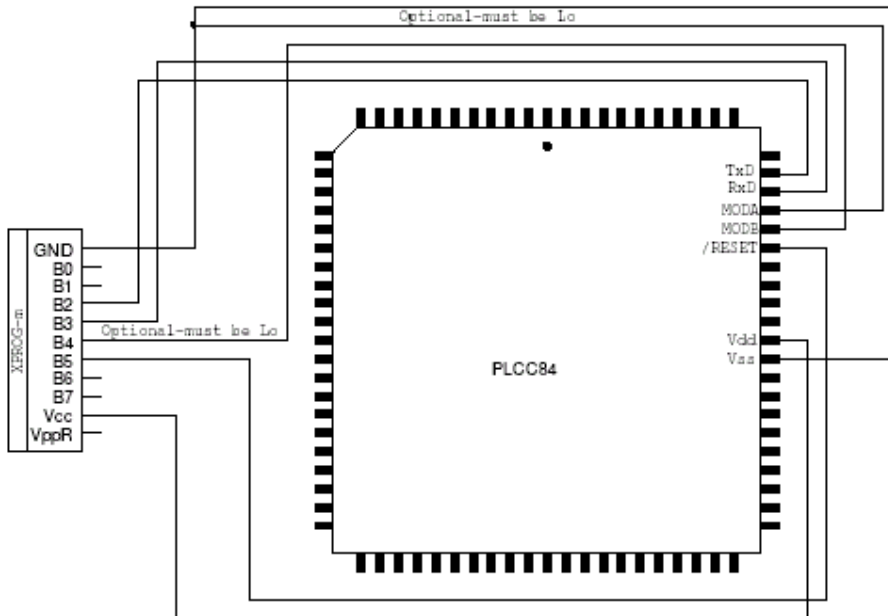 Optional-must be Lo
TxD
RxD
MODA
MODB
/RESET
Vdd
Vss
PLCC84
XPROG-m
GND
B0
B1
B2
B3
B4
B5
B6
B7
Vcc
VppR
Optional-must be Lo